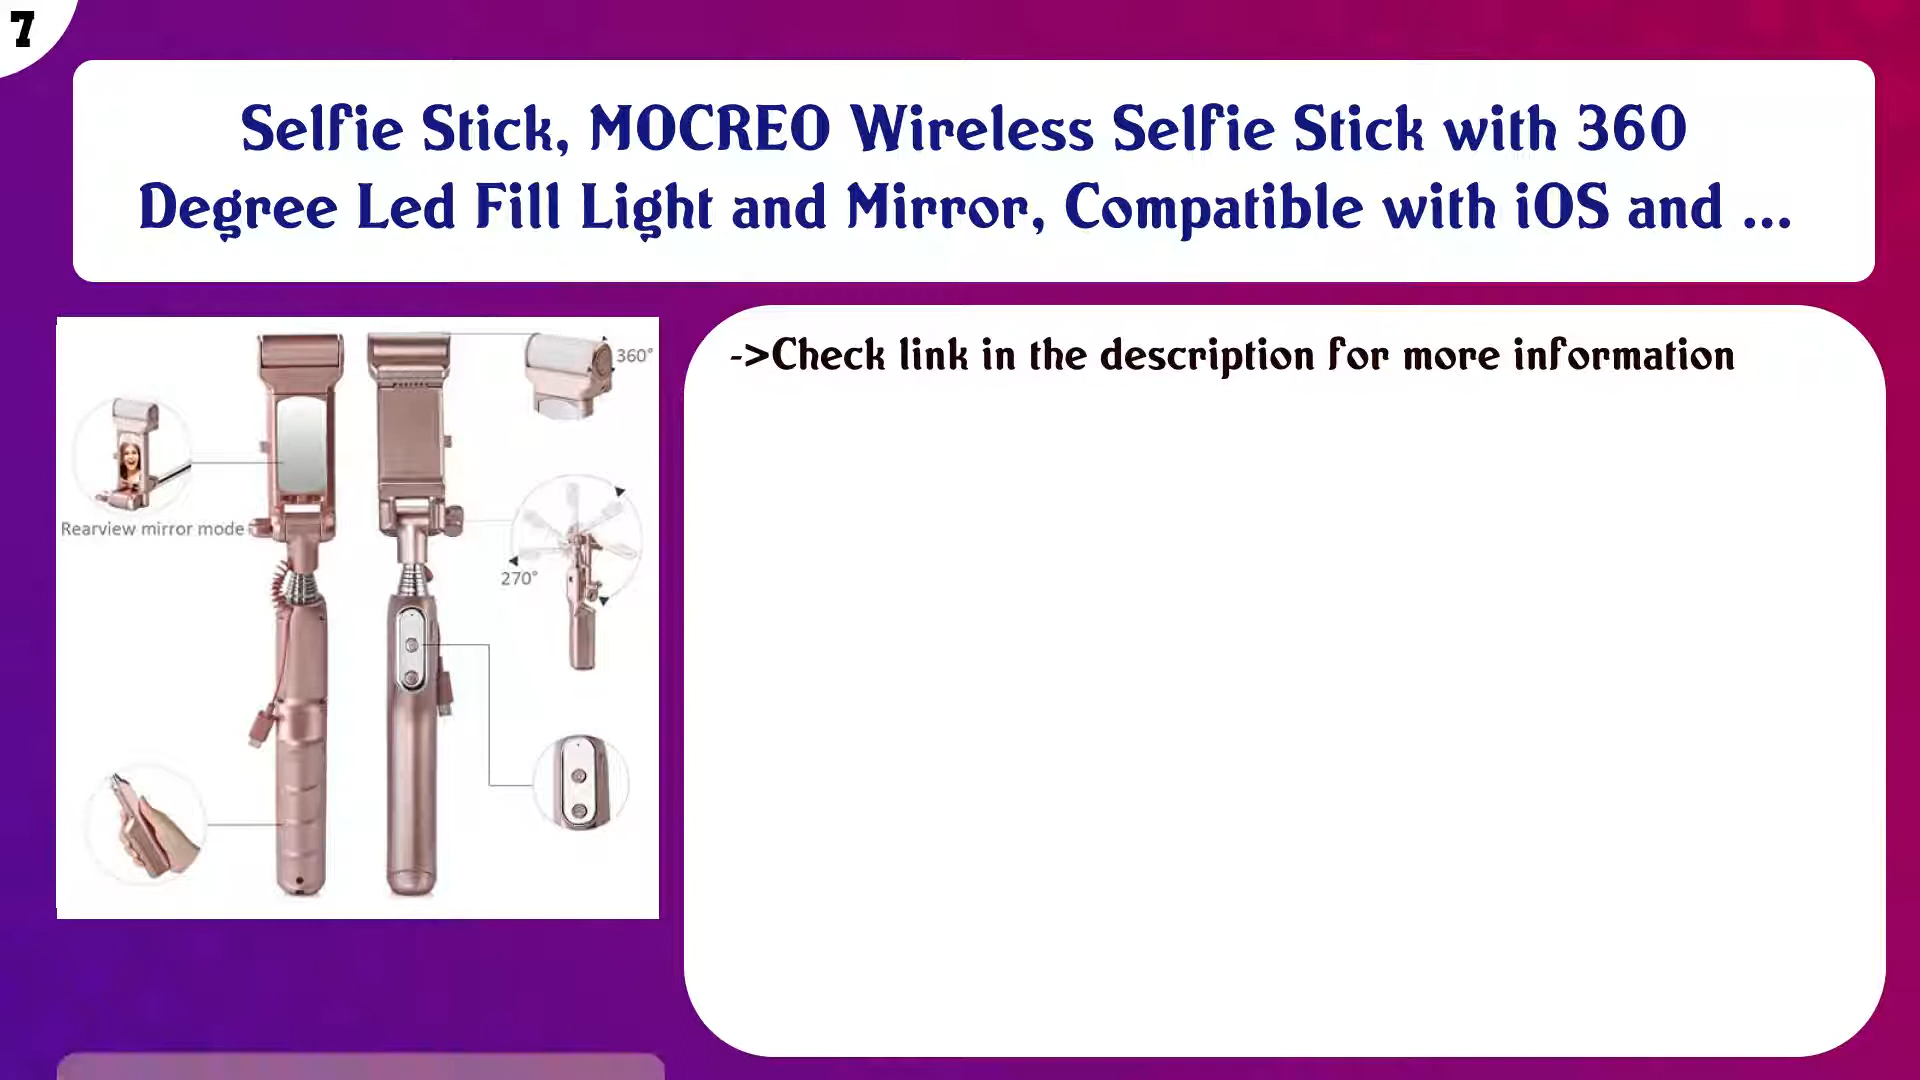 7
Selfie Stick, MOCREO Wireless Selfie Stick with 360
Degree Led Fill Light and Mirror, Compatible with iOS and ...
->Check link in the description for more information
360°
Rearview mirror mode
270°